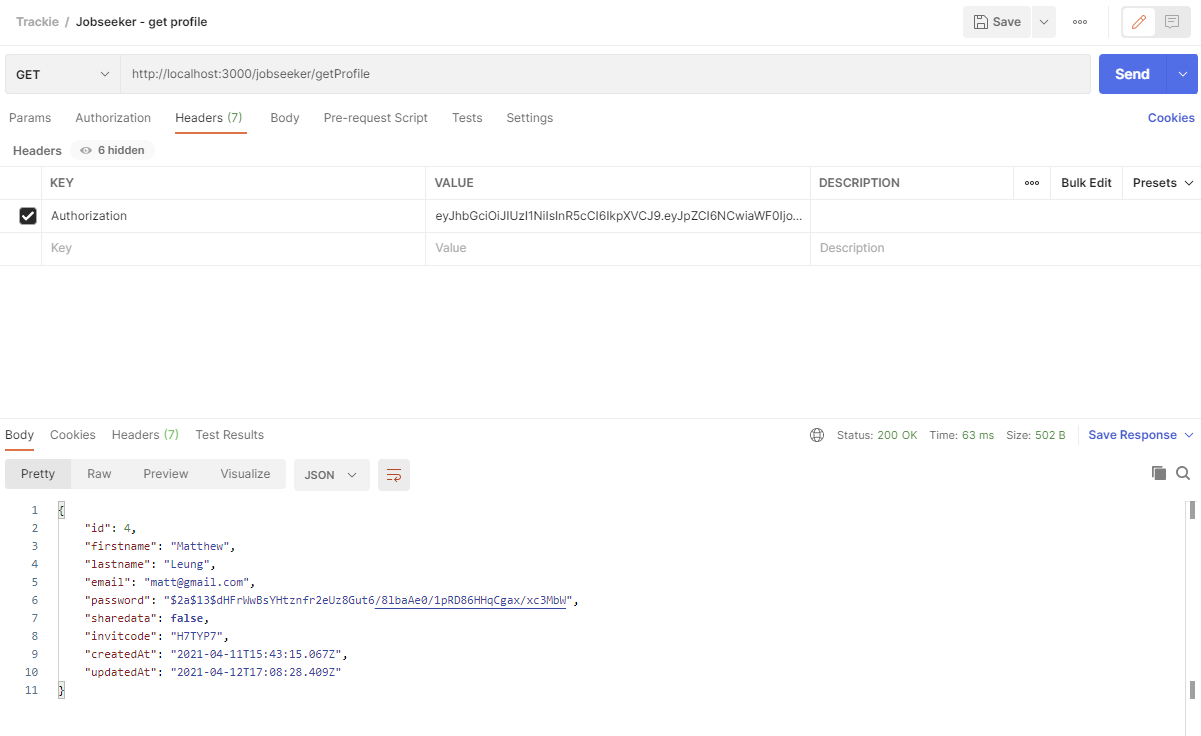 Trackie / Jobseeker - get profile
Save
GET
http://localhost:3000/jobseeker/getProfile
Send
Params Authorization Headers (7) Body Pre-request Script Tests Settings Cookies
Headers 6 hidden
KEY VALUE DESCRIPTION Bulk Edit Presets
Authorization eyJhbGciOiJIUzI1NiIsInR5cCI6IkpXVCJ9.eyJpZCI6NCwiaWF0Ijo...
Key Value Description
Body Cookies Headers (7) Test Results Status: 200 OK Time: 63 ms Size: 502 B Save Response
Pretty Raw Preview Visualize JSON
1 {
2 "id": 4,
3 "firstname": "Matthew",
4 "lastname": "Leung",
5 "email": "matt@gmail.com",
6 "password": "$2a$13$dHFrWwBsYHtznfr2eUz8Gut6/8lbaAe0/1pRD86HHqCgax/xc3MbW",
7 "sharedata": false,
8 "invitcode": "H7TYP7",
9 "createdAt": "2021-04-11T15:43:15.067Z",
10 "updatedAt": "2021-04-12T17:08:28.409Z"
11 }